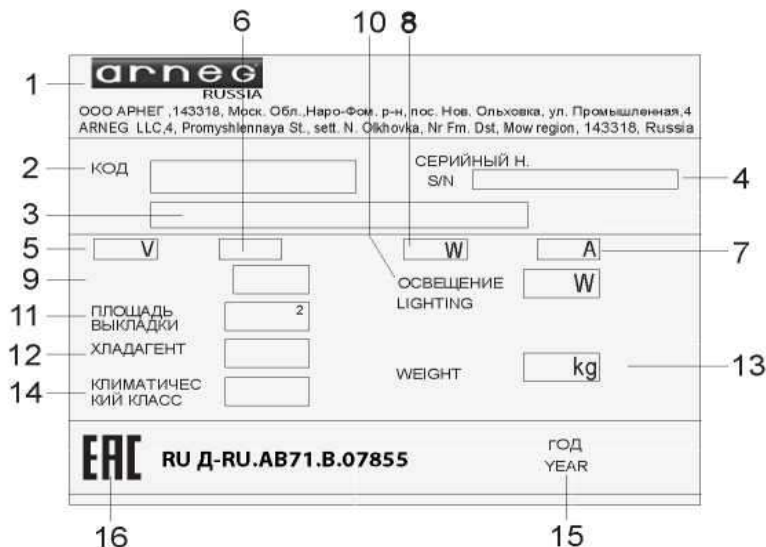 6
10
8
1
arneg
RUSSIA
ООО АРНЕГ ,143318, Моск. Обл.,Наро-Фом. р-н, пос. Нов. Ольховка, ул. Промышленная,4
ARNEG LLC,4, Promyshlennaya St., sett. N. Olkhovka, Nr Fm. Dst, Mow region, 143318, Russia
2
КОД
СЕРИЙНЫЙ Н.
S/N
4
3
5
V
W
A
7
9
ОСВЕЩЕНИЕ
LIGHTING
W
11
ПЛОЩАДЬ
ВЫКЛАДКИ
2
12
ХЛАДАГЕНТ
WEIGHT
kg
13
14
КЛИМАТИЧЕС
КИЙ КЛАСС
EAC
RU Д-RU.АВ71.В.07855
ГОД
YEAR
16
15